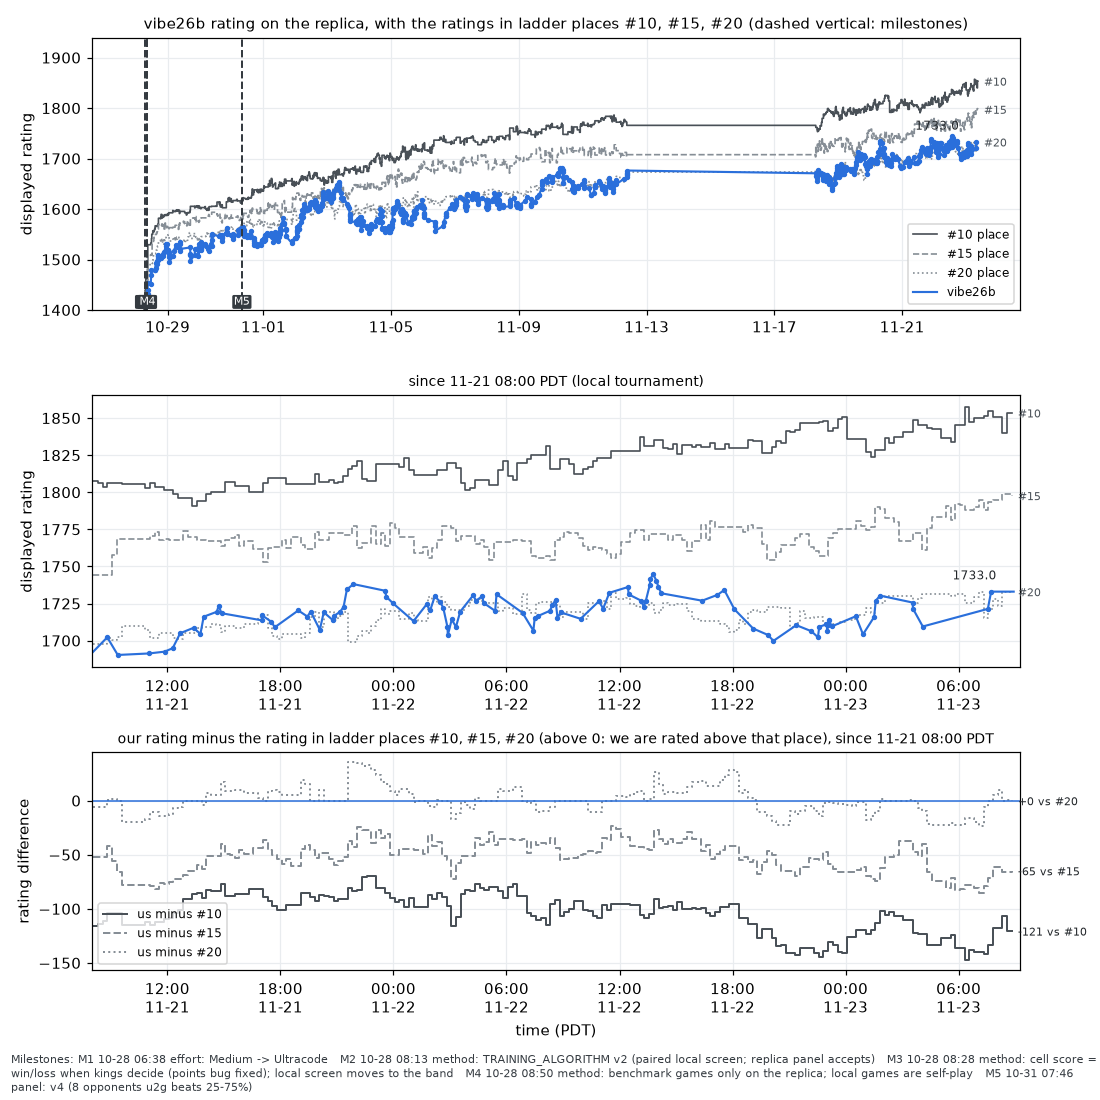 vibe26b rating on the replica, with the ratings in ladder places #10, #15, #20 (dashed vertical: milestones)
displayed rating
1900
1800
1700
1600
1500
1400
#10
#15
1733.0
#20
M4
M5
#10 place
#15 place
#20 place
vibe26b
10-29
11-01
11-05
11-09
11-13
11-17
11-21
since 11-21 08:00 PDT (local tournament)
displayed rating
1850
1825
1800
1775
1750
1725
1700
#10
#15
1733.0
#20
12:00
11-21
18:00
11-21
00:00
11-22
06:00
11-22
12:00
11-22
18:00
11-22
00:00
11-23
06:00
11-23
our rating minus the rating in ladder places #10, #15, #20 (above 0: we are rated above that place), since 11-21 08:00 PDT
rating difference
0
−50
−100
−150
+0 vs #20
-65 vs #15
-121 vs #10
us minus #10
us minus #15
us minus #20
12:00
11-21
18:00
11-21
00:00
11-22
06:00
11-22
12:00
11-22
18:00
11-22
00:00
11-23
06:00
11-23
time (PDT)
Milestones: M1 10-28 06:38 effort: Medium -> Ultracode   M2 10-28 08:13 method: TRAINING_ALGORITHM v2 (paired local screen; replica panel accepts)   M3 10-28 08:28 method: cell score =
win/loss when kings decide (points bug fixed); local screen moves to the band   M4 10-28 08:50 method: benchmark games only on the replica; local games are self-play   M5 10-31 07:46
panel: v4 (8 opponents u2g beats 25-75%)